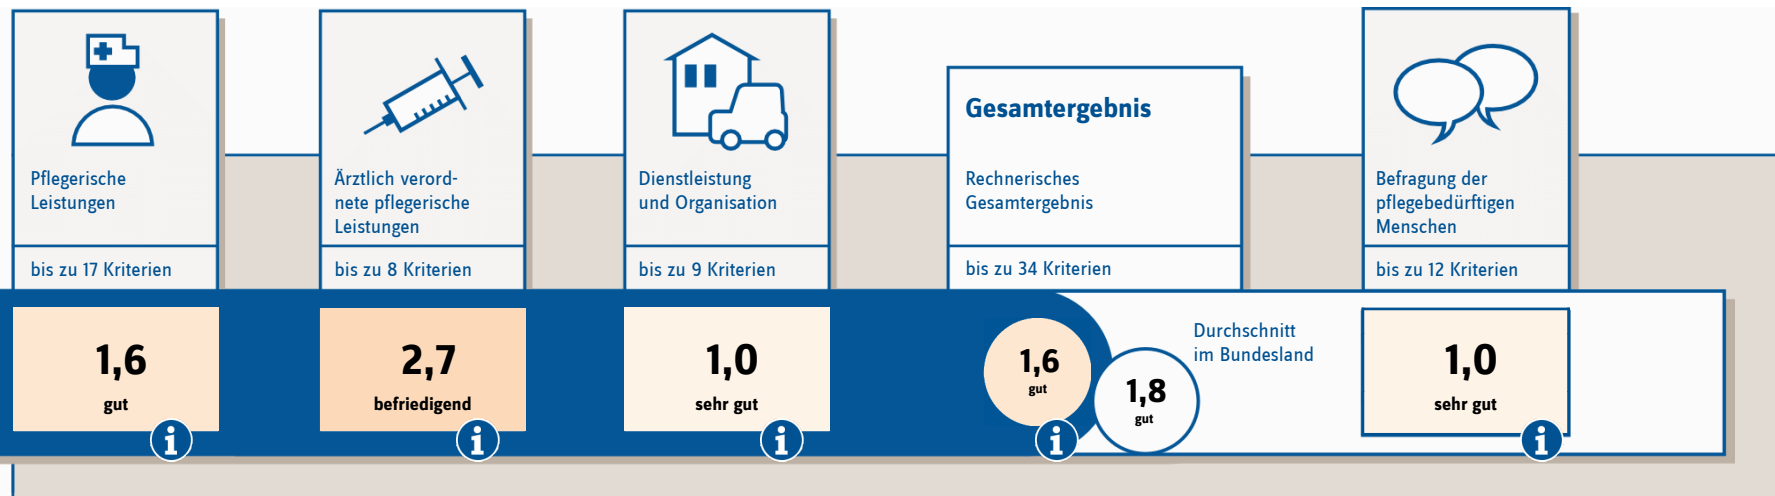 Pflegerische
Leistungen
bis zu 17 Kriterien
1,6
gut
i
Ärztlich verord-
nete pflegerische
Leistungen
bis zu 8 Kriterien
2,7
befriedigend
i
Dienstleistung
und Organisation
bis zu 9 Kriterien
1,0
sehr gut
i
Gesamtergebnis
Rechnerisches
Gesamtergebnis
bis zu 34 Kriterien
1,6
gut
i
Durchschnitt
im Bundesland
1,8
gut
Befragung der
pflegebedürftigen
Menschen
bis zu 12 Kriterien
1,0
sehr gut
i